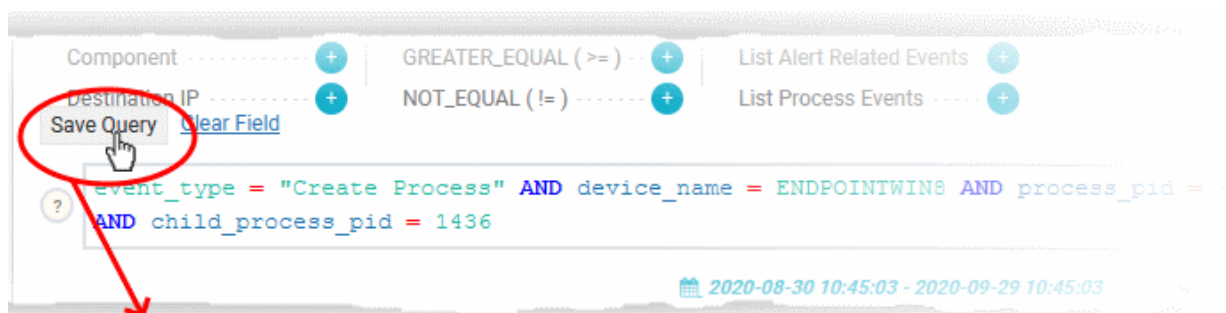 Component GREATER_EQUAL ( >= ) List Alert Related Events
Destination IP NOT_EQUAL ( != ) List Process Events
Save Query Clear Field
event_type = "Create Process" AND device_name = ENDPOINTWIN8 AND process_pid =
AND child_process_pid = 1436
?
2020-08-30 10:45:03 - 2020-09-29 10:45:03